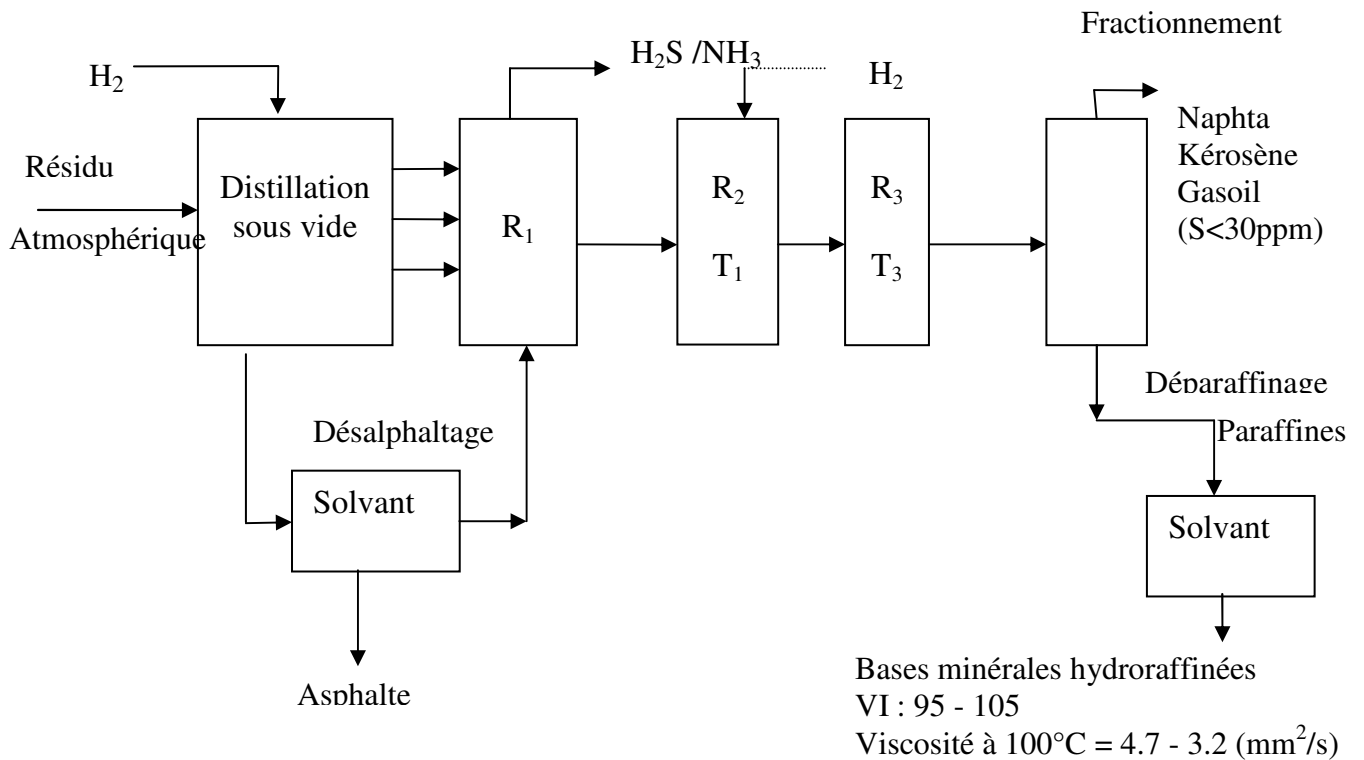 Fractionnement
H₂
H₂S /NH₃
H₂
Résidu
Atmosphérique
Distillation
sous vide
R₁
R₂
T₁
R₃
T₃
Naphta
Kérosène
Gasoil
(S<30ppm)
Désalphaltage
Solvant
Asphalte
Déparaffinage
Paraffines
Solvant
Bases minérales hydroraffinées
VI : 95 - 105
Viscosité à 100°C = 4.7 - 3.2 (mm²/s)